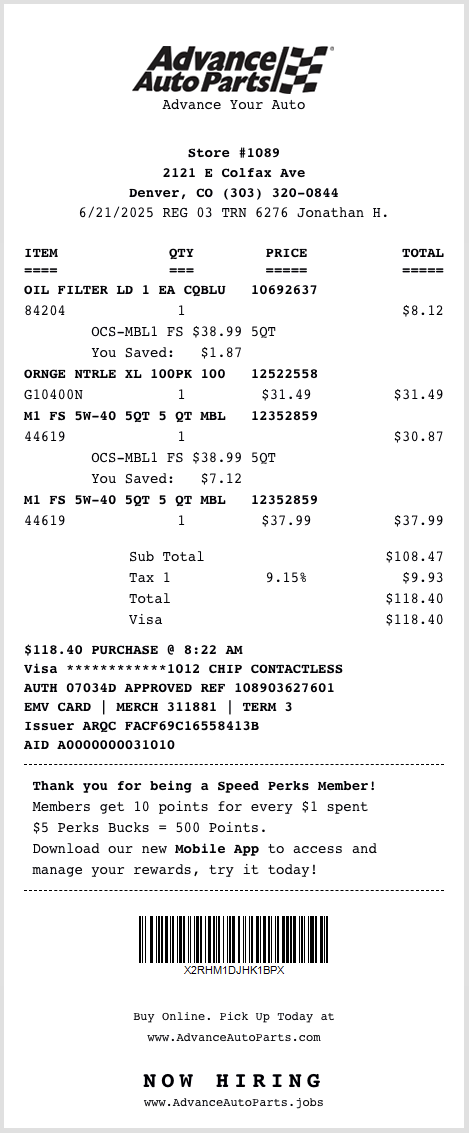 Advance
Auto Parts
Advance Your Auto
Store #1089
2121 E Colfax Ave
Denver, CO (303) 320-0844
6/21/2025 REG 03 TRN 6276 Jonathan H.
ITEM QTY PRICE TOTAL
==== === ===== =====
OIL FILTER LD 1 EA CQBLU 10692637
84204 1 $8.12
OCS-MBL1 FS $38.99 5QT
You Saved: $1.87
ORNGE NTRLE XL 100PK 100 12522558
G10400N 1 $31.49 $31.49
M1 FS 5W-40 5QT 5 QT MBL 12352859
44619 1 $30.87
OCS-MBL1 FS $38.99 5QT
You Saved: $7.12
M1 FS 5W-40 5QT 5 QT MBL 12352859
44619 1 $37.99 $37.99
Sub Total $108.47
Tax 1 9.15% $9.93
Total $118.40
Visa $118.40
$118.40 PURCHASE @ 8:22 AM
Visa ************1012 CHIP CONTACTLESS
AUTH 07034D APPROVED REF 108903627601
EMV CARD | MERCH 311881 | TERM 3
Issuer ARQC FACF69C16558413B
AID A0000000031010
Thank you for being a Speed Perks Member!
Members get 10 points for every $1 spent
$5 Perks Bucks = 500 Points.
Download our new Mobile App to access and
manage your rewards, try it today!
X2RHM1DJHK1BPX
Buy Online. Pick Up Today at
www.AdvanceAutoParts.com
NOW HIRING
www.AdvanceAutoParts.jobs